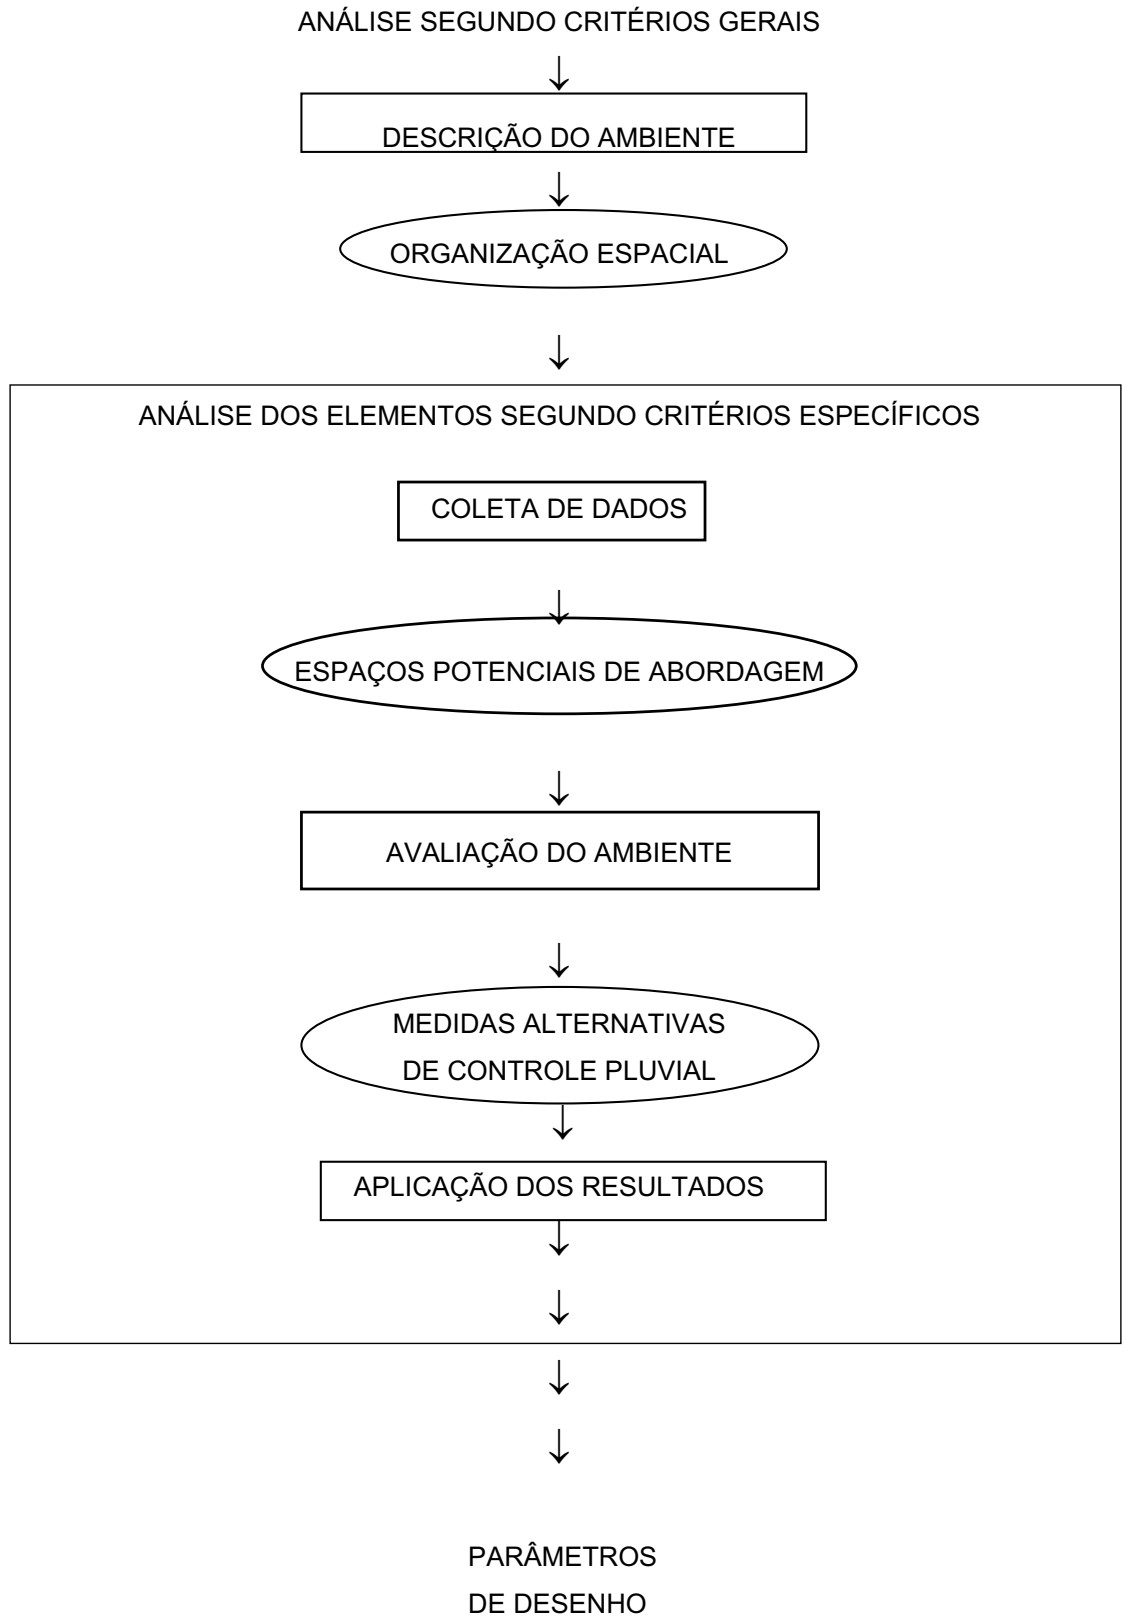 ANÁLISE SEGUNDO CRITÉRIOS GERAIS
DESCRIÇÃO DO AMBIENTE
ORGANIZAÇÃO ESPACIAL
ANÁLISE DOS ELEMENTOS SEGUNDO CRITÉRIOS ESPECÍFICOS
COLETA DE DADOS
ESPAÇOS POTENCIAIS DE ABORDAGEM
AVALIAÇÃO DO AMBIENTE
MEDIDAS ALTERNATIVAS
DE CONTROLE PLUVIAL
APLICAÇÃO DOS RESULTADOS
PARÂMETROS
DE DESENHO